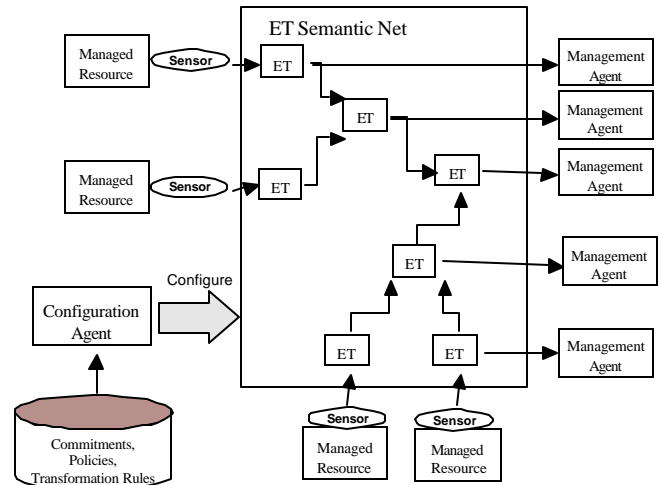 ET Semantic Net
Managed
Resource
Sensor
ET
Management
Agent
ET
Management
Agent
Managed
Resource
Sensor
ET
ET
Management
Agent
Configure
ET
Management
Agent
Configuration
Agent
ET
ET
Management
Agent
Commitments,
Policies,
Transformation Rules
Sensor
Managed
Resource
Sensor
Managed
Resource